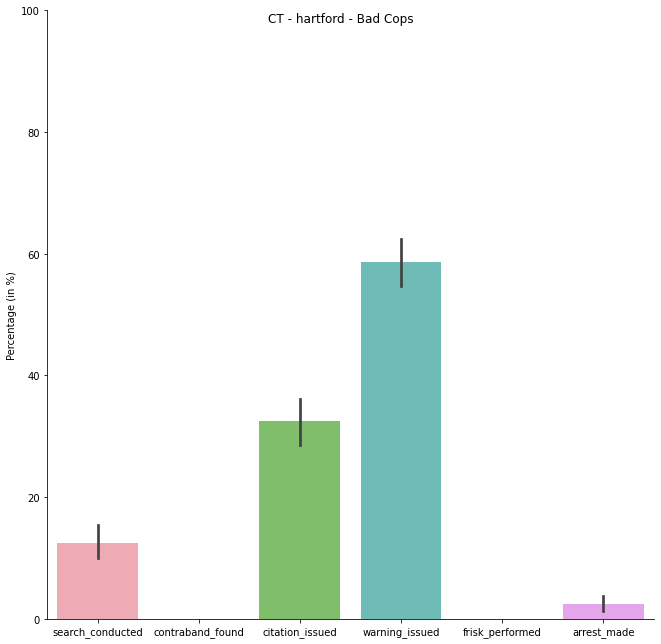 CT - hartford - Bad Cops
100
80
60
40
20
0
Percentage (in %)
search_conducted contraband_found citation_issued warning_issued frisk_performed arrest_made